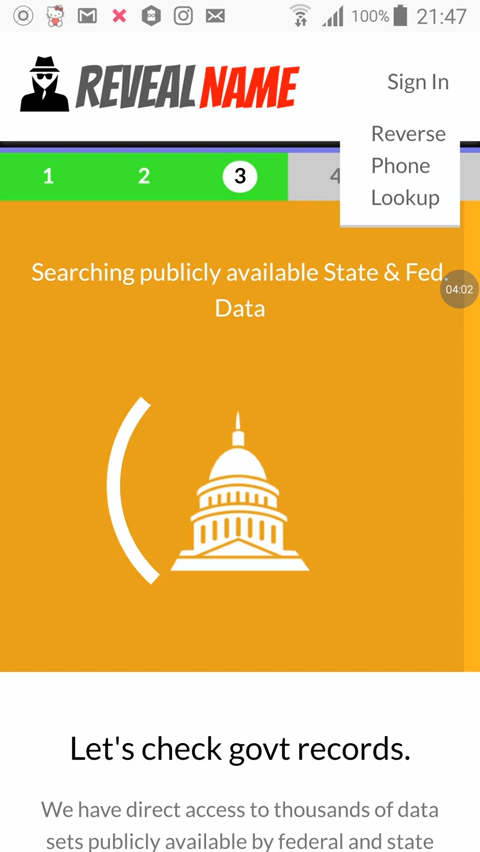 100% 21:47
REVEAL NAME
Sign In
Reverse
Phone
Lookup
1 2 3 4
Searching publicly available State & Fed.
Data
04:02
Let's check govt records.
We have direct access to thousands of data
sets publicly available by federal and state